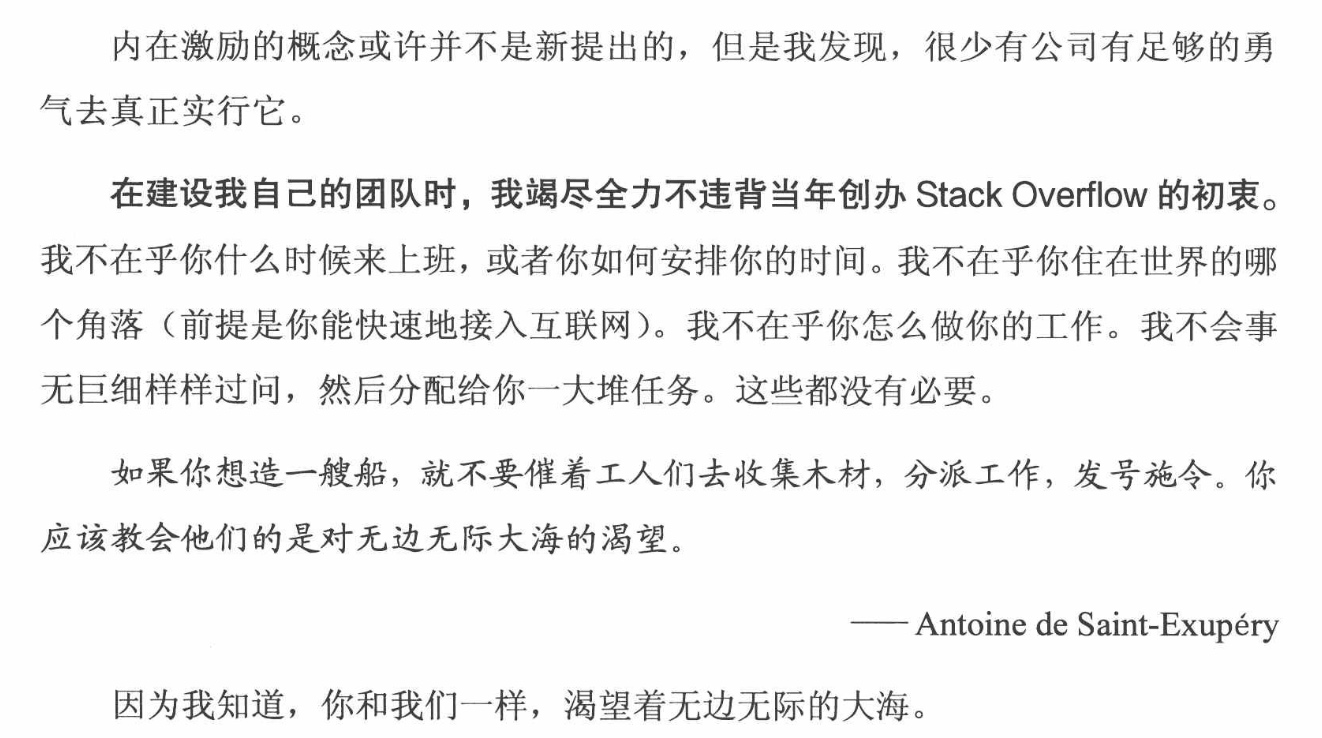 内在激励的概念或许并不是新提出的，但是我发现，很少有公司有足够的勇
气去真正实行它。
在建设我自己的团队时，我竭尽全力不违背当年创办 Stack Overflow 的初衷。
我不在乎你什么时候来上班，或者你如何安排你的时间。我不在乎你住在世界的哪
个角落（前提是你能快速地接入互联网）。我不在乎你怎么做你的工作。我不会事
无巨细样样过问，然后分配给你一大堆任务。这些都没有必要。
如果你想造一艘船，就不要催着工人们去收集木材，分派工作，发号施令。你
应该教会他们的是对无边无际大海的渴望。
—— Antoine de Saint-Exupéry
因为我知道，你和我们一样，渴望着无边无际的大海。